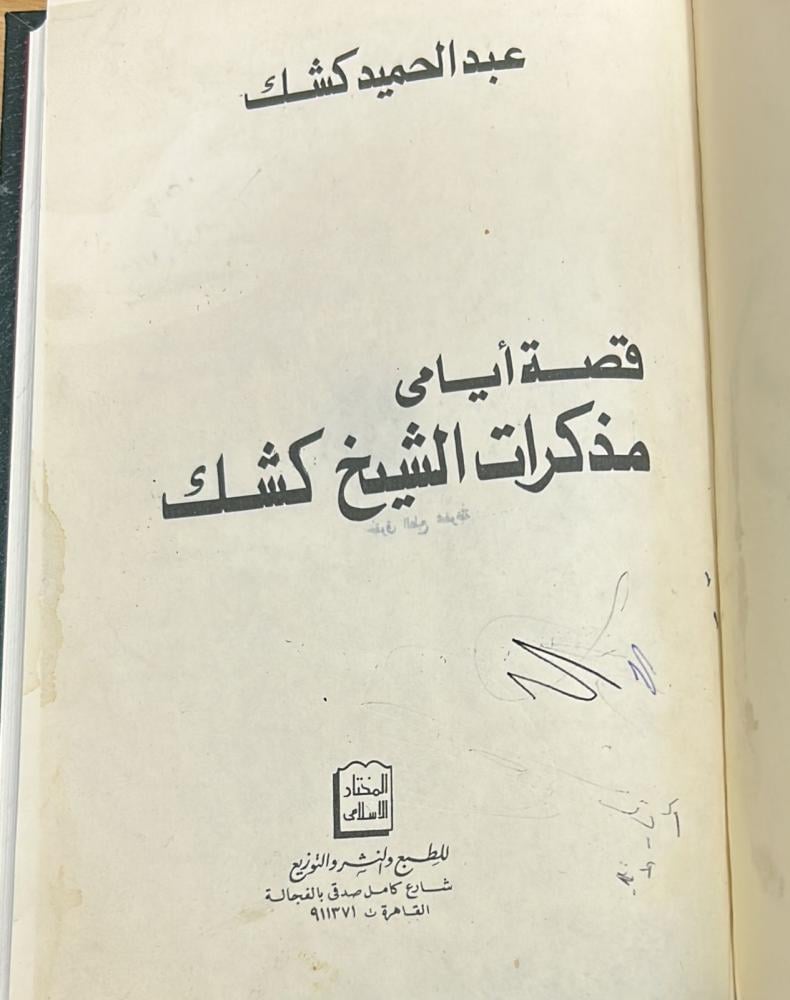 عبد الحميد كشك
قصة أيامى
مذكرات الشيخ كشك
المختار
الاسلامى
للطبع والنشر والتوزيع
شارع كامل صدقى بالفجالة
القاهرة ت ٩١١٣٧١